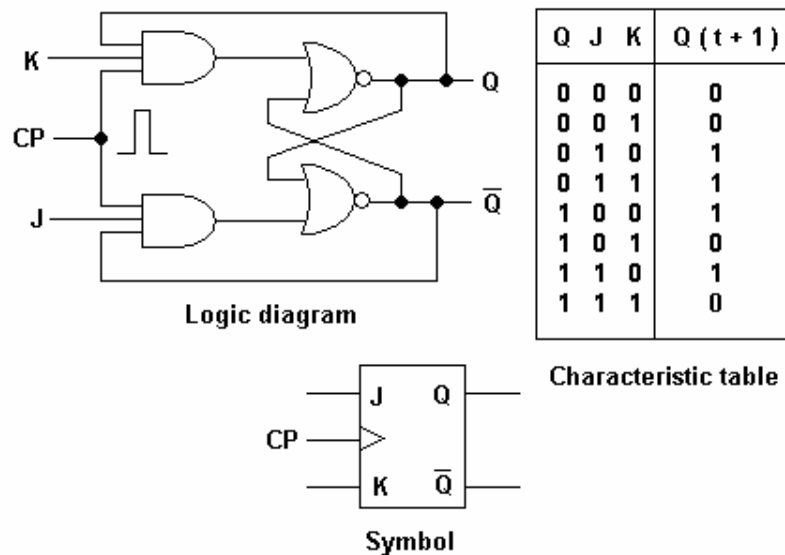 K
CP
J
Q
Q̅
Logic diagram
Q J K Q ( t + 1 )
0 0 0 0
0 0 1 0
0 1 0 1
0 1 1 1
1 0 0 1
1 0 1 0
1 1 0 1
1 1 1 0
Characteristic table
J Q
CP
K Q̅
Symbol